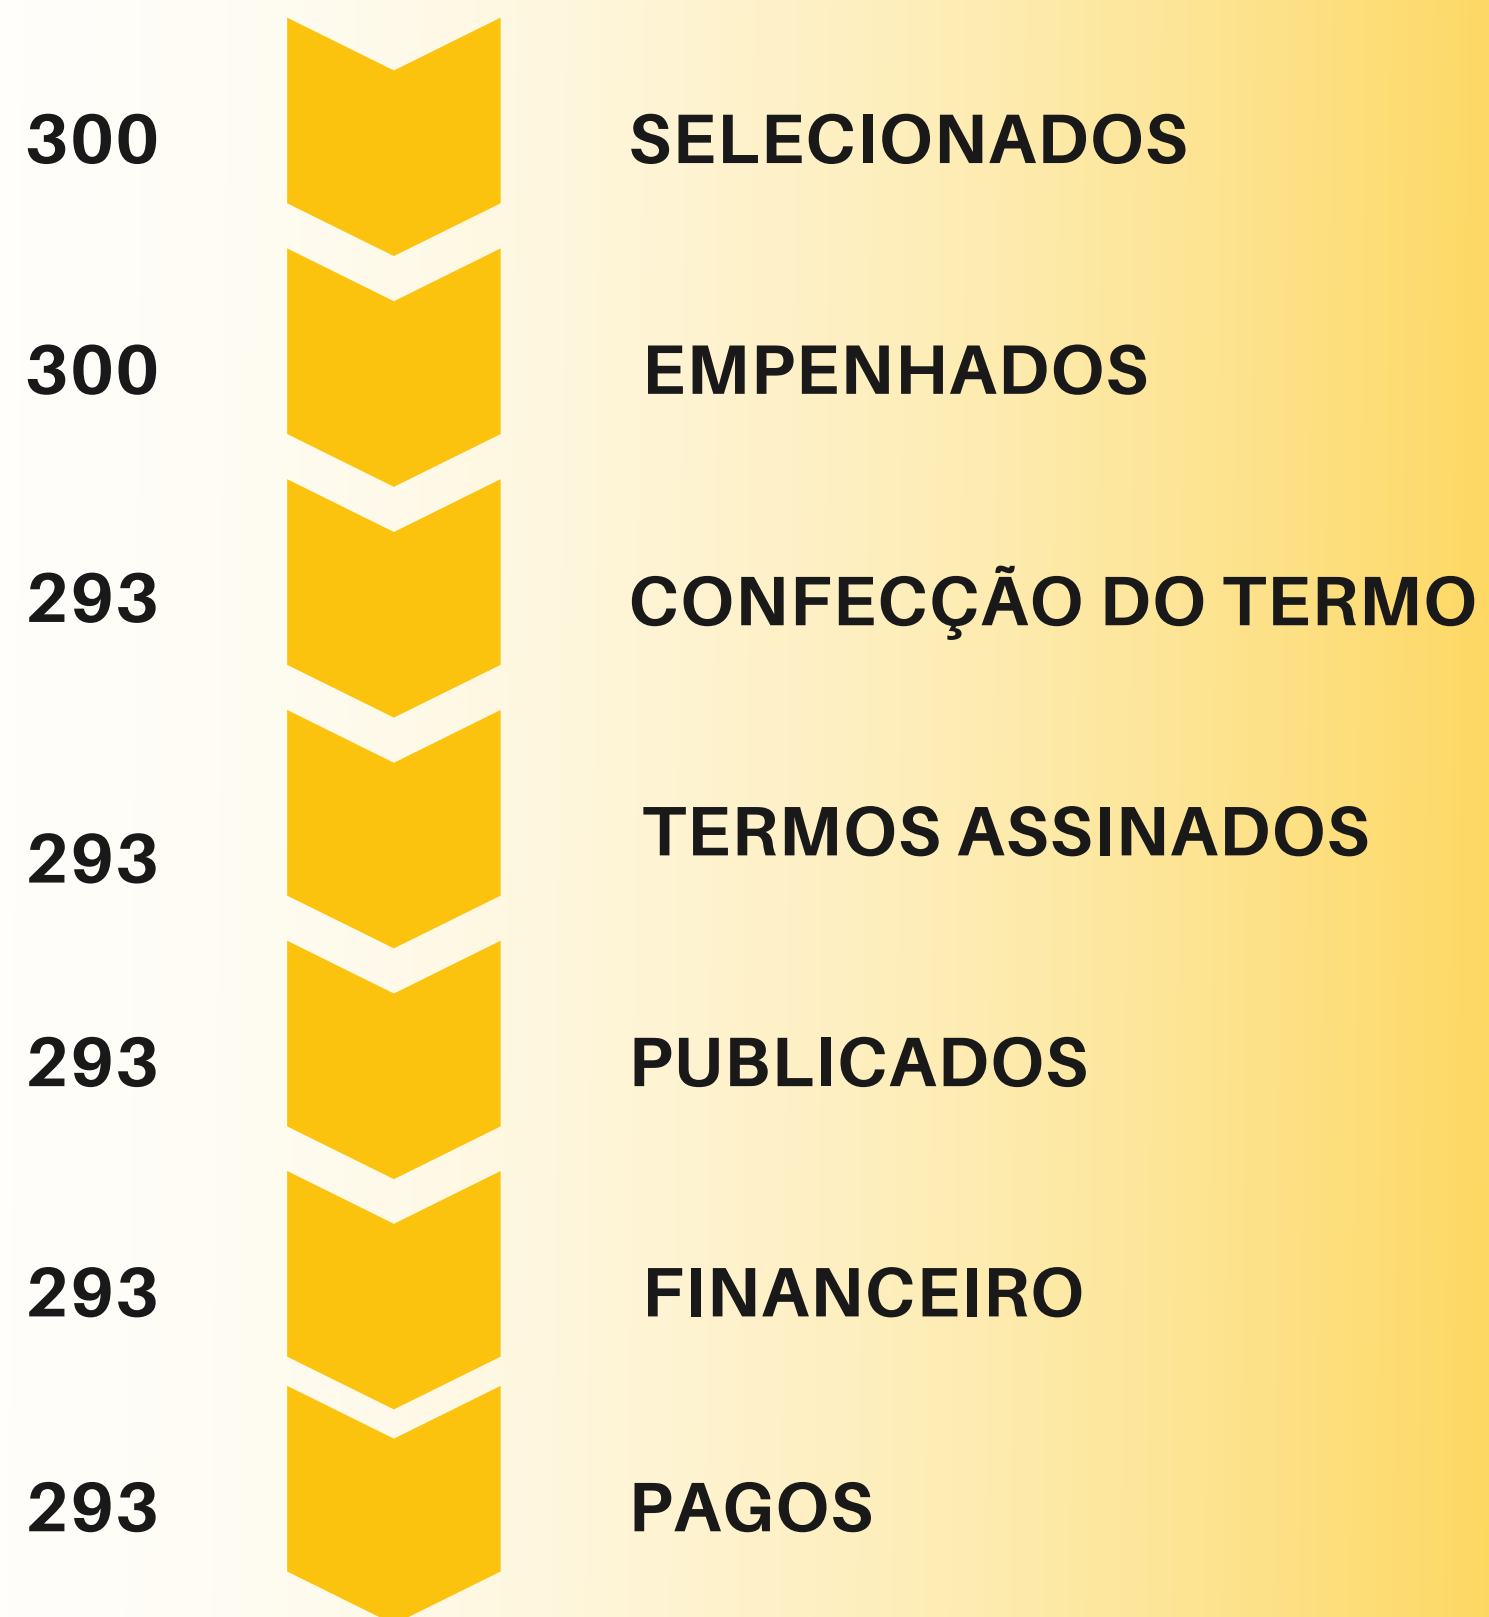 300 SELECIONADOS
300 EMPENHADOS
293 CONFECÇÃO DO TERMO
293 TERMOS ASSINADOS
293 PUBLICADOS
293 FINANCEIRO
293 PAGOS